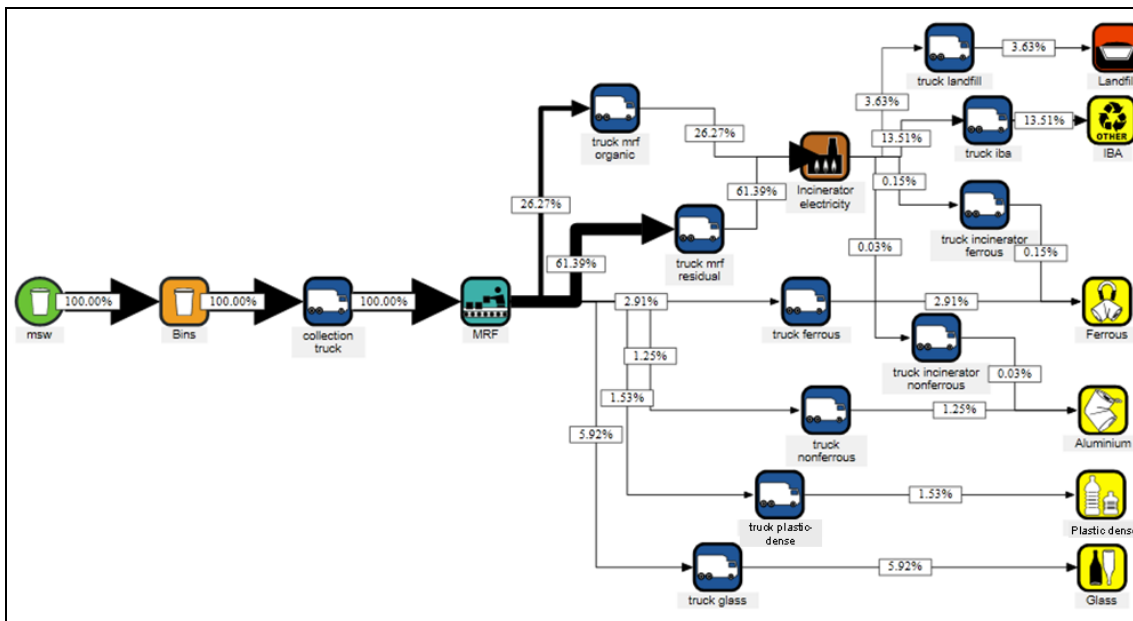 3.63%
truck landfill
3.63%
Landfill
26.27%
truck mrf
organic
26.27%
13.51%
truck iba
13.51%
OTHER
IBA
61.39%
Incinerator
electricity
0.15%
truck incinerator
ferrous
0.15%
61.39%
truck mrf
residual
0.03%
100.00%
msw
100.00%
Bins
100.00%
collection
truck
MRF
2.91%
truck ferrous
2.91%
Ferrous
1.25%
truck incinerator
nonferrous
0.03%
1.53%
truck
nonferrous
1.25%
Aluminium
5.92%
truck plastic-
dense
1.53%
Plastic dense
truck glass
5.92%
Glass